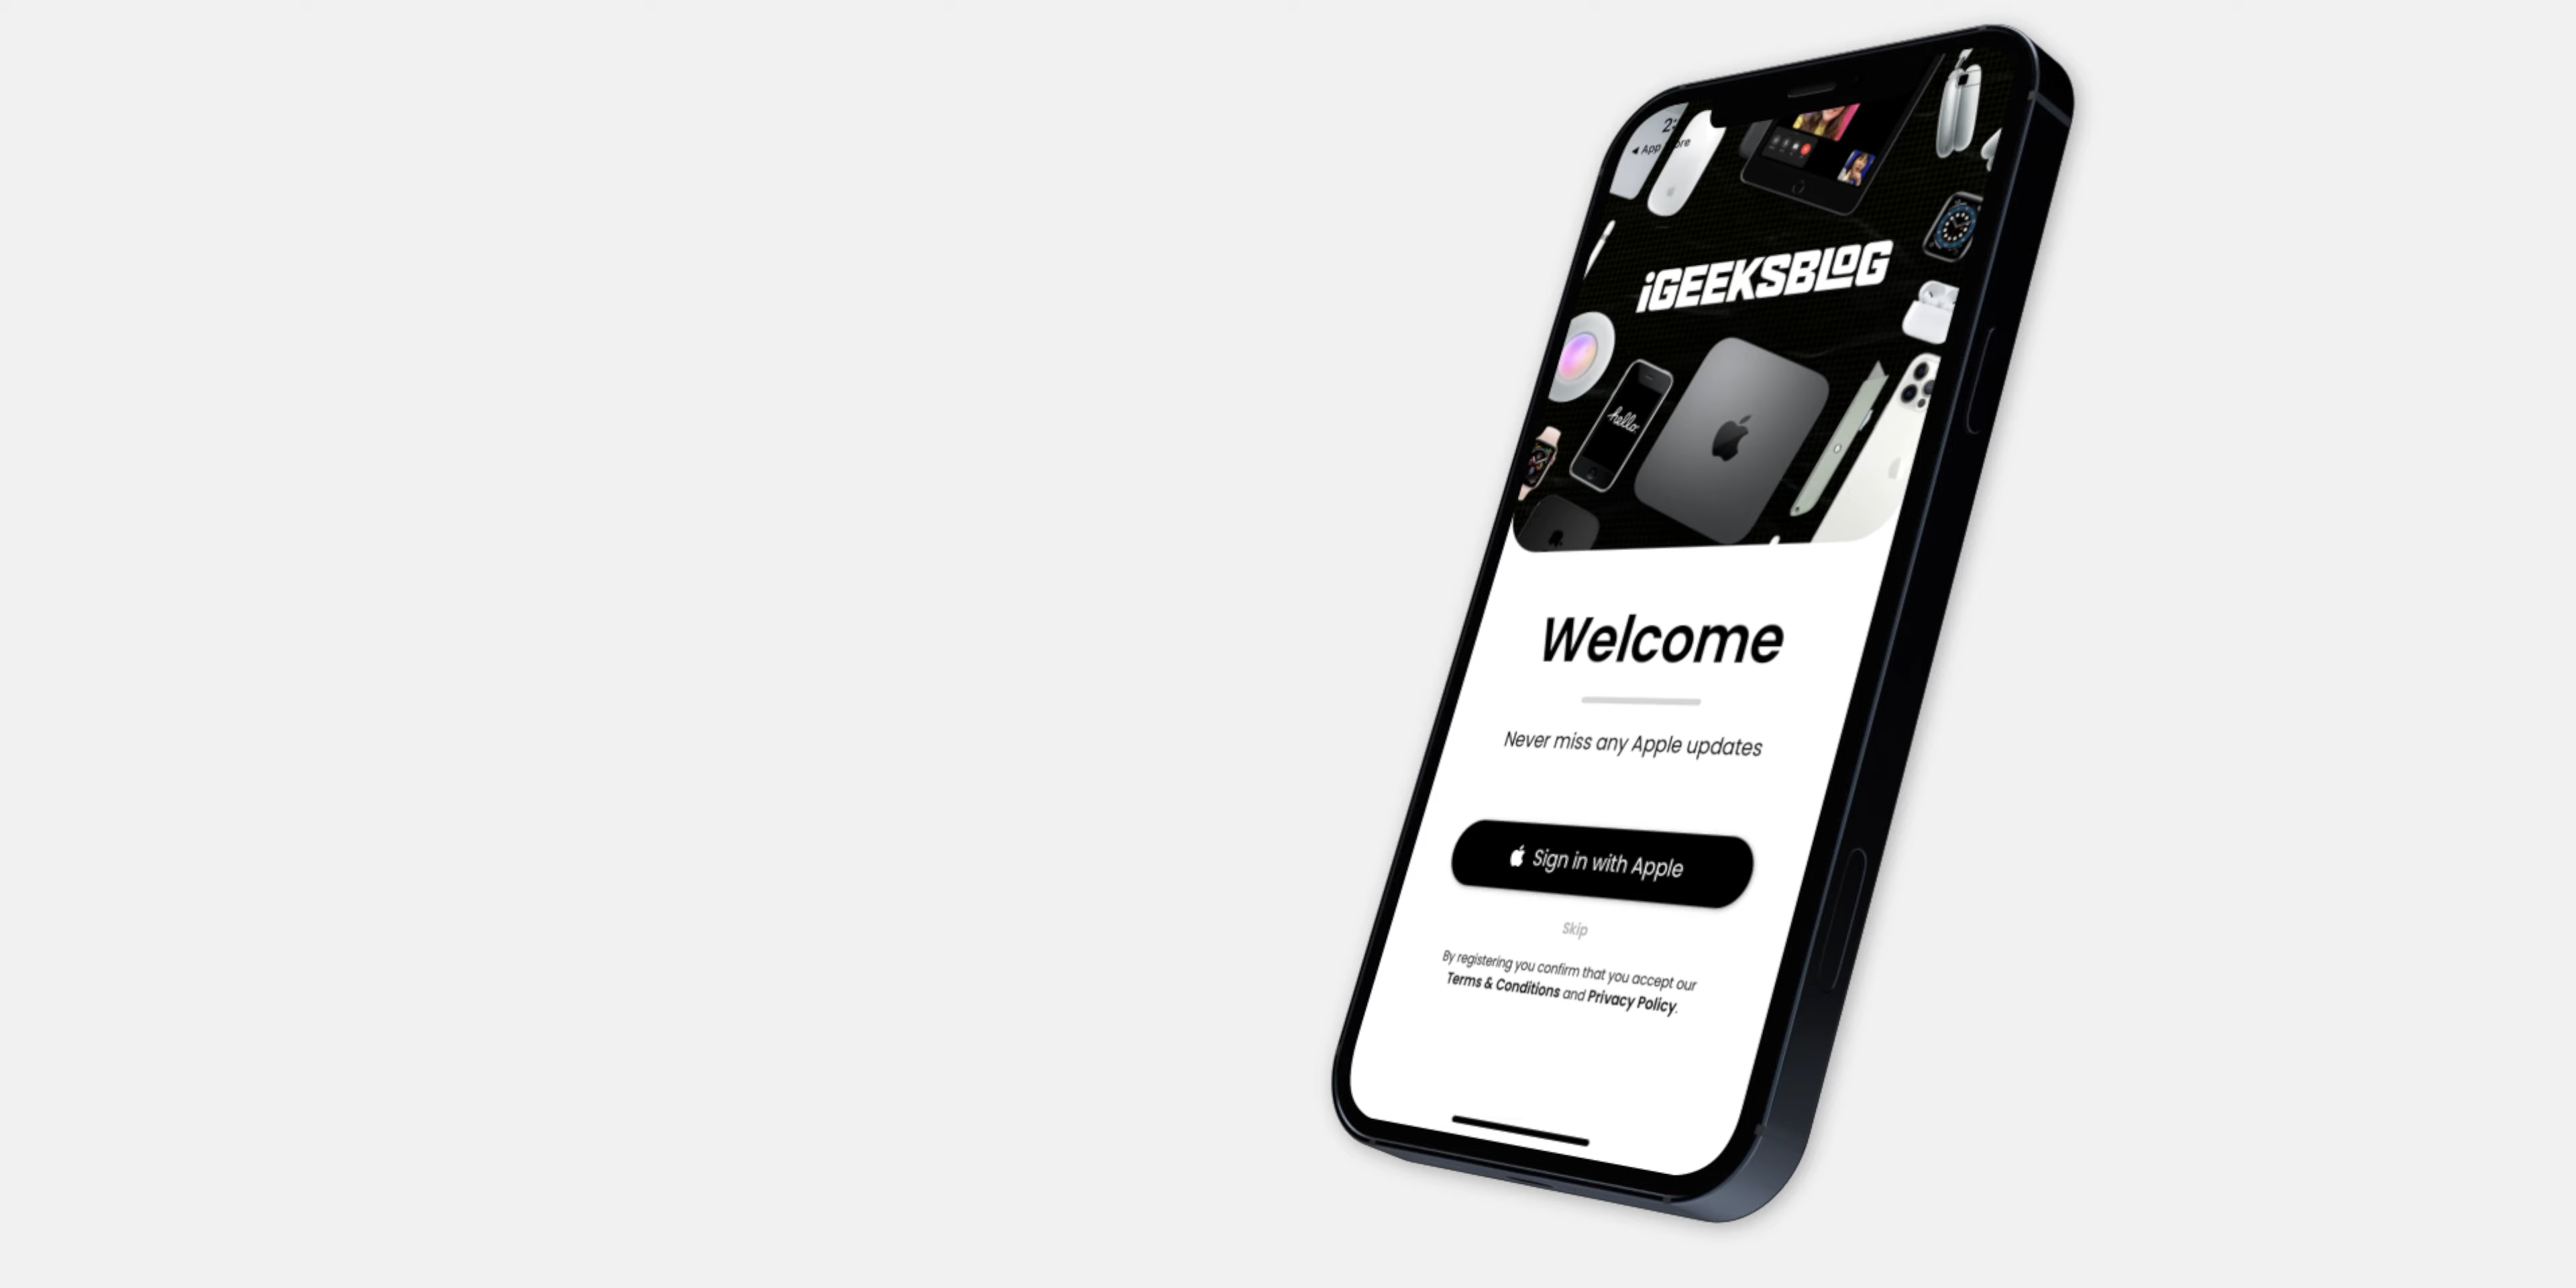 iGEEKSBLOG
hello.
Welcome
Never miss any Apple updates
Sign in with Apple
Skip
By registering you confirm that you accept our
Terms & Conditions and Privacy Policy.